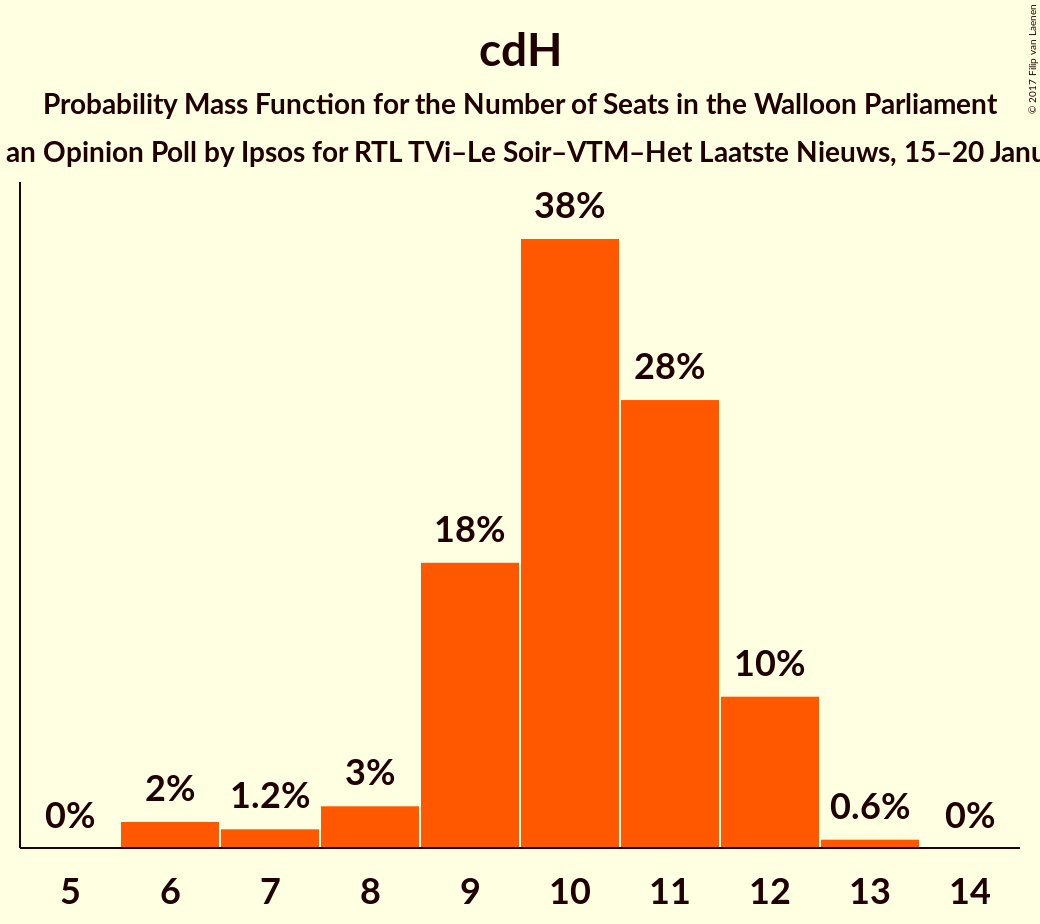 cdH
Probability Mass Function for the Number of Seats in the Walloon Parliament
an Opinion Poll by Ipsos for RTL TVi–Le Soir–VTM–Het Laatste Nieuws, 15–20 Janu
© 2017 Filip van Laenen
38%
28%
18%
10%
3%
2%
1.2%
0.6%
0%
0%
5 6 7 8 9 10 11 12 13 14